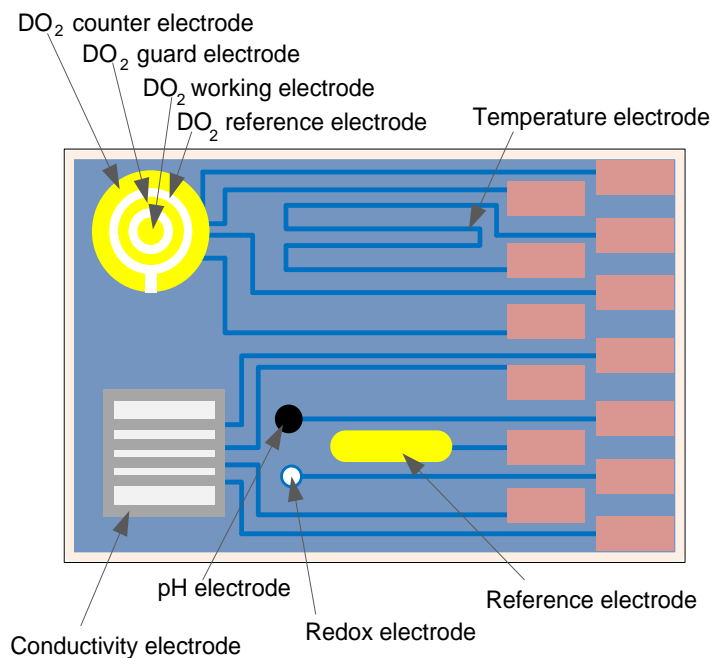 DO2 counter electrode
DO2 guard electrode
DO2 working electrode
DO2 reference electrode
Temperature electrode
pH electrode
Reference electrode
Redox electrode
Conductivity electrode